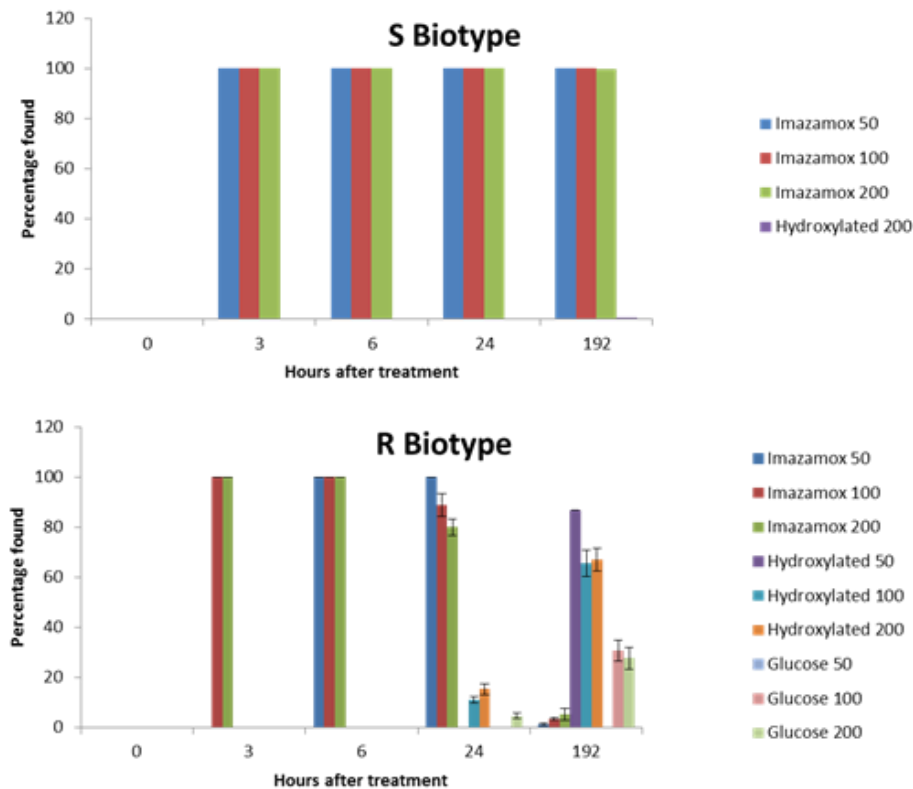 S Biotype
120
100
80
60
40
20
0
Percentage found
0 3 6 24 192
Hours after treatment
Imazamox 50
Imazamox 100
Imazamox 200
Hydroxylated 200
R Biotype
120
100
80
60
40
20
0
Percentage found
0 3 6 24 192
Hours after treatment
Imazamox 50
Imazamox 100
Imazamox 200
Hydroxylated 50
Hydroxylated 100
Hydroxylated 200
Glucose 50
Glucose 100
Glucose 200